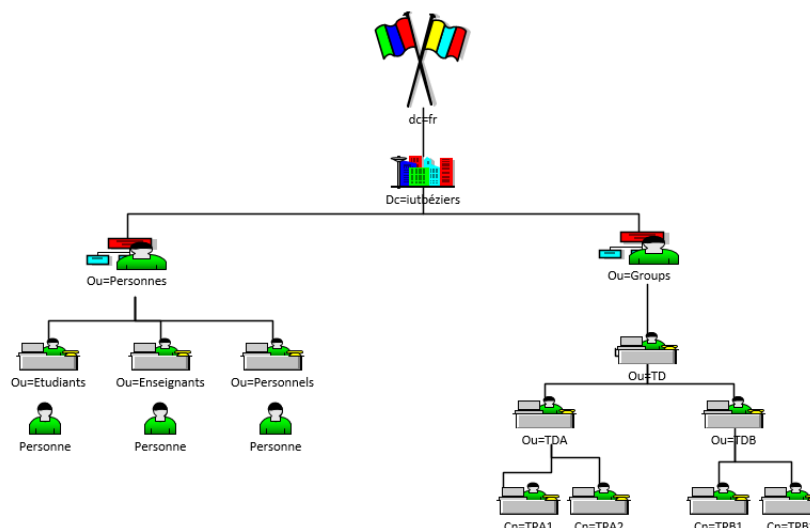 dc=fr
Dc=iutbéziers
Ou=Personnes
Ou=Groups
Ou=TD
Ou=Etudiants
Ou=Enseignants
Ou=Personnels
Personne
Personne
Personne
Ou=TDA
Ou=TDB
Cn=TPA1
Cn=TPA2
Cn=TPB1